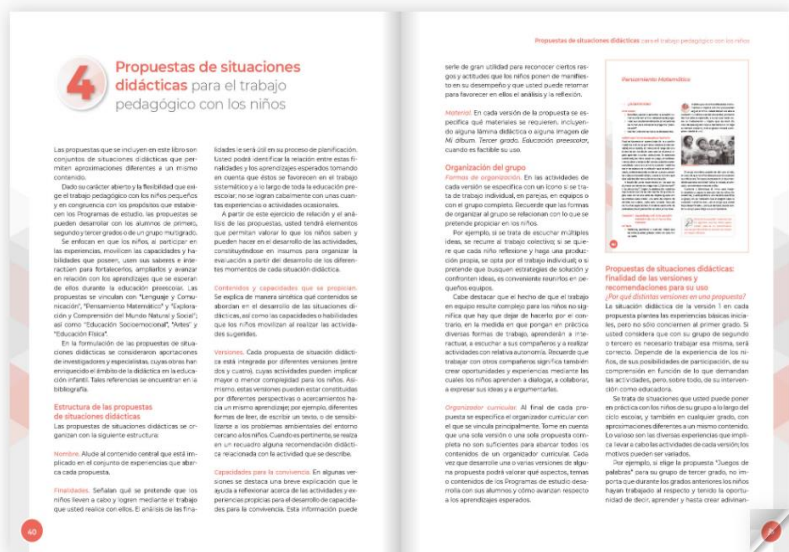 4
Propuestas de situaciones
didácticas para el trabajo
pedagógico con los niños
Las propuestas que se incluyen en este libro son
conjuntos de situaciones didácticas que per-
miten aproximaciones diferentes a un mismo
contenido.
Dado su carácter abierto y la flexibilidad que exi-
ge el trabajo pedagógico con los niños pequeños
y en congruencia con los propósitos que estable-
cen los Programas de estudio, las propuestas se
pueden desarrollar con los alumnos de primero,
segundo y tercer grados o de un grupo multigrado.
Se enfocan en que los niños, al participar en
las experiencias, movilicen las capacidades y ha-
bilidades que poseen, usen sus saberes e inte-
ractúen para fortalecerlos, ampliarlos y avanzar
en relación con los aprendizajes que se esperan
de ellos durante la educación preescolar. Las
propuestas se vinculan con "Lenguaje y Comu-
nicación", "Pensamiento Matemático" y "Explora-
ción y Comprensión del Mundo Natural y Social";
así como "Educación Socioemocional", "Artes" y
"Educación Física".
En la formulación de las propuestas de situa-
ciones didácticas se consideraron aportaciones
de investigadores y especialistas, cuyas obras han
enriquecido el ámbito de la didáctica en la educa-
ción infantil. Tales referencias se encuentran en la
bibliografía.
Estructura de las propuestas
de situaciones didácticas
Las propuestas de situaciones didácticas se or-
ganizan con la siguiente estructura:
Nombre. Alude al contenido central que está im-
plicado en el conjunto de experiencias que abar-
ca cada propuesta.
Finalidades. Señalan qué se pretende que los
niños lleven a cabo y logren mediante el trabajo
que usted realice con ellos. El análisis de las fina-
40
lidades le será útil en su proceso de planificación.
Usted podrá identificar la relación entre estas fi-
nalidades y los aprendizajes esperados tomando
en cuenta que éstos se favorecen en el trabajo
sistemático y a lo largo de toda la educación pre-
escolar, no se logran cabalmente con unas cuan-
tas experiencias o actividades ocasionales.
A partir de este ejercicio de relación y el aná-
lisis de las propuestas, usted tendrá elementos
que permitan valorar lo que los niños saben y
pueden hacer en el desarrollo de las actividades,
constituyéndose en insumos para organizar la
evaluación a partir del desarrollo de los diferen-
tes momentos de cada situación didáctica.
Contenidos y capacidades que se propician.
Se explica de manera sintética qué contenidos se
abordan en el desarrollo de las situaciones di-
dácticas, así como las capacidades o habilidades
que los niños movilizan al realizar las activida-
des sugeridas.
Versiones. Cada propuesta de situación didácti-
ca está integrada por diferentes versiones (entre
dos y cuatro), cuyas actividades pueden implicar
mayor o menor complejidad para los niños. Asi-
mismo, estas versiones pueden estar constituidas
por diferentes perspectivas o acercamientos ha-
cia un mismo aprendizaje; por ejemplo, diferentes
formas de leer, de escribir un texto, o de sensibi-
lizarse a los problemas ambientales del entorno
cercano a los niños. Cuando es pertinente, se realza
en un recuadro alguna recomendación didácti-
ca relacionada con la actividad que se describe.
Capacidades para la convivencia. En algunas ver-
siones se destaca una breve explicación que le
ayuda a reflexionar acerca de las actividades y ex-
periencias propicias para el desarrollo de capacida-
des para la convivencia. Esta información puede
Propuestas de situaciones didácticas para el trabajo pedagógico con los niños
serle de gran utilidad para reconocer ciertos ras-
gos y actitudes que los niños ponen de manifies-
to en su desempeño y que usted puede retomar
para favorecer en ellos el análisis y la reflexión.
Material. En cada versión de la propuesta se es-
pecifica qué materiales se requieren, incluyen-
do alguna lámina didáctica o alguna imagen de
Mi álbum. Tercer grado. Educación preescolar,
cuando es factible su uso.
Organización del grupo
Formas de organización. En las actividades de
cada versión se especifica con un ícono si se tra-
ta de trabajo individual, en parejas, en equipos o
con el grupo completo. Recuerde que las formas
de organizar al grupo se relacionan con lo que se
pretende propiciar en los niños.
Por ejemplo, si se trata de escuchar múltiples
ideas, se recurre al trabajo colectivo; si se quie-
re que cada niño reflexione y haga una produc-
ción propia, se opta por el trabajo individual; o si
pretende que busquen estrategias de solución y
confronten ideas, es conveniente reunirlos en pe-
queños equipos.
Cabe destacar que el hecho de que el trabajo
en equipo resulte complejo para los niños no sig-
nifica que hay que dejar de hacerlo; por el con-
trario, en la medida en que pongan en práctica
diversas formas de trabajo, aprenderán a inte-
ractuar, a escuchar a sus compañeros y a realizar
actividades con relativa autonomía. Recuerde que
trabajar con otros compañeros significa también
crear oportunidades y experiencias mediante las
cuales los niños aprenden a dialogar, a colaborar,
a expresar sus ideas y a argumentarlas.
Organizador curricular. Al final de cada pro-
puesta se especifica el organizador curricular con
el que se vincula principalmente. Tome en cuenta
que una sola versión o una sola propuesta com-
pleta no son suficientes para abarcar todos los
contenidos de un organizador curricular. Cada
vez que desarrolle una o varias versiones de algu-
na propuesta podrá valorar qué aspectos, temas
o contenidos de los Programas de estudio desa-
rrolla con sus alumnos y cómo avanzan respecto
a los aprendizajes esperados.
Pensamiento Matemático
Propuestas de situaciones didácticas:
finalidad de las versiones y
recomendaciones para su uso
¿Por qué distintas versiones en una propuesta?
La situación didáctica de la versión 1 en cada
propuesta plantea las experiencias básicas inicia-
les, pero no sólo conciernen al primer grado. Si
usted considera que con su grupo de segundo
o tercero es necesario trabajar esa misma, será
correcto. Depende de la experiencia de los ni-
ños, de sus posibilidades de participación, de su
comprensión en función de lo que demandan
las actividades, pero, sobre todo, de su interven-
ción como educadora.
Se trata de situaciones que usted puede poner
en práctica con los niños de su grupo a lo largo del
ciclo escolar, y también en cualquier grado, con
aproximaciones diferentes a un mismo contenido.
Lo valioso son las diversas experiencias que impli-
ca llevar a cabo las actividades de cada versión; los
motivos pueden ser variados.
Por ejemplo, si elige la propuesta "Juegos de
palabras" para su grupo de tercer grado, no im-
porta que durante los grados anteriores los niños
hayan trabajado al respecto y tenido la oportu-
nidad de decir, aprender y hasta crear adivinan-